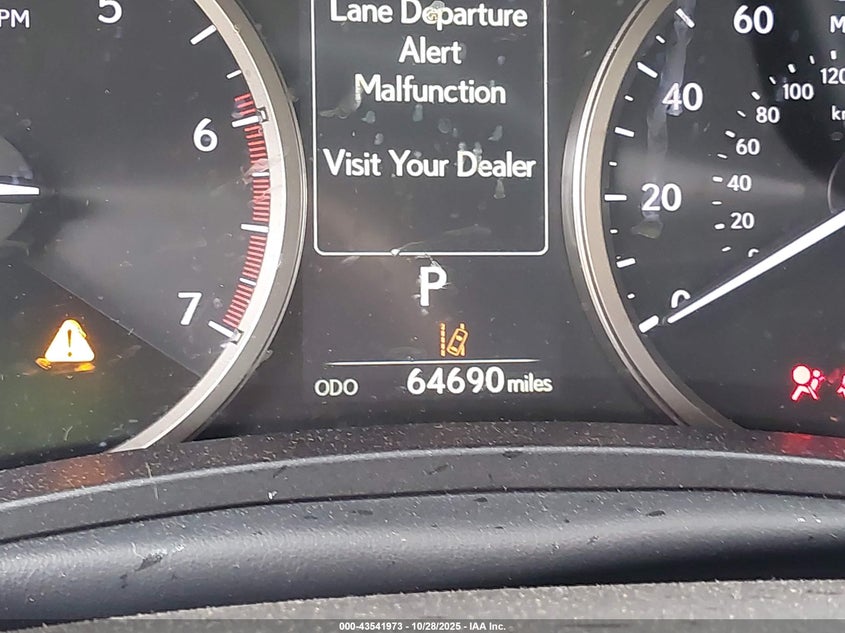 PM
5
6
7
Lane Departure
Alert
Malfunction
Visit Your Dealer
P
ODO 64690 miles
60
40
20
0
120
100
80
60
40
20
000-43541973 - 10/28/2025 - IAA Inc.